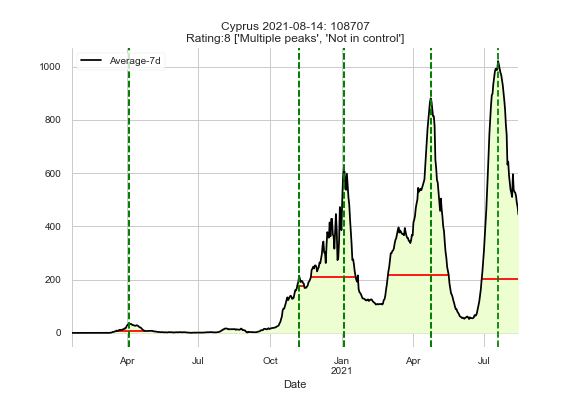 Cyprus 2021-08-14: 108707
Rating:8 ['Multiple peaks', 'Not in control']
Average-7d
1000
800
600
400
200
0
Apr Jul Oct Jan Apr Jul
2021
Date